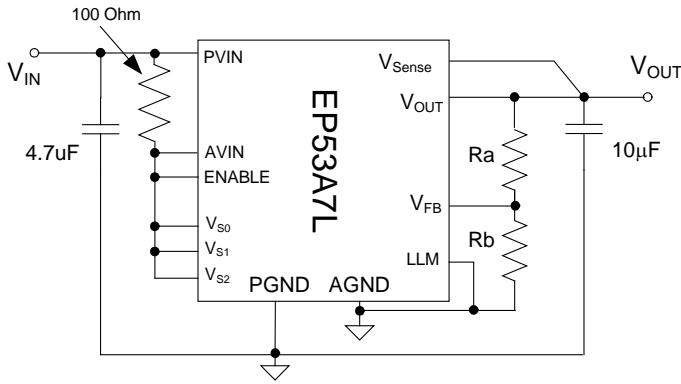 100 Ohm
VIN
4.7uF
PVIN
AVIN
ENABLE
VS0
VS1
VS2
PGND
AGND
EP53A7L
VSense
VOUT
VFB
LLM
Ra
Rb
VOUT
10μF